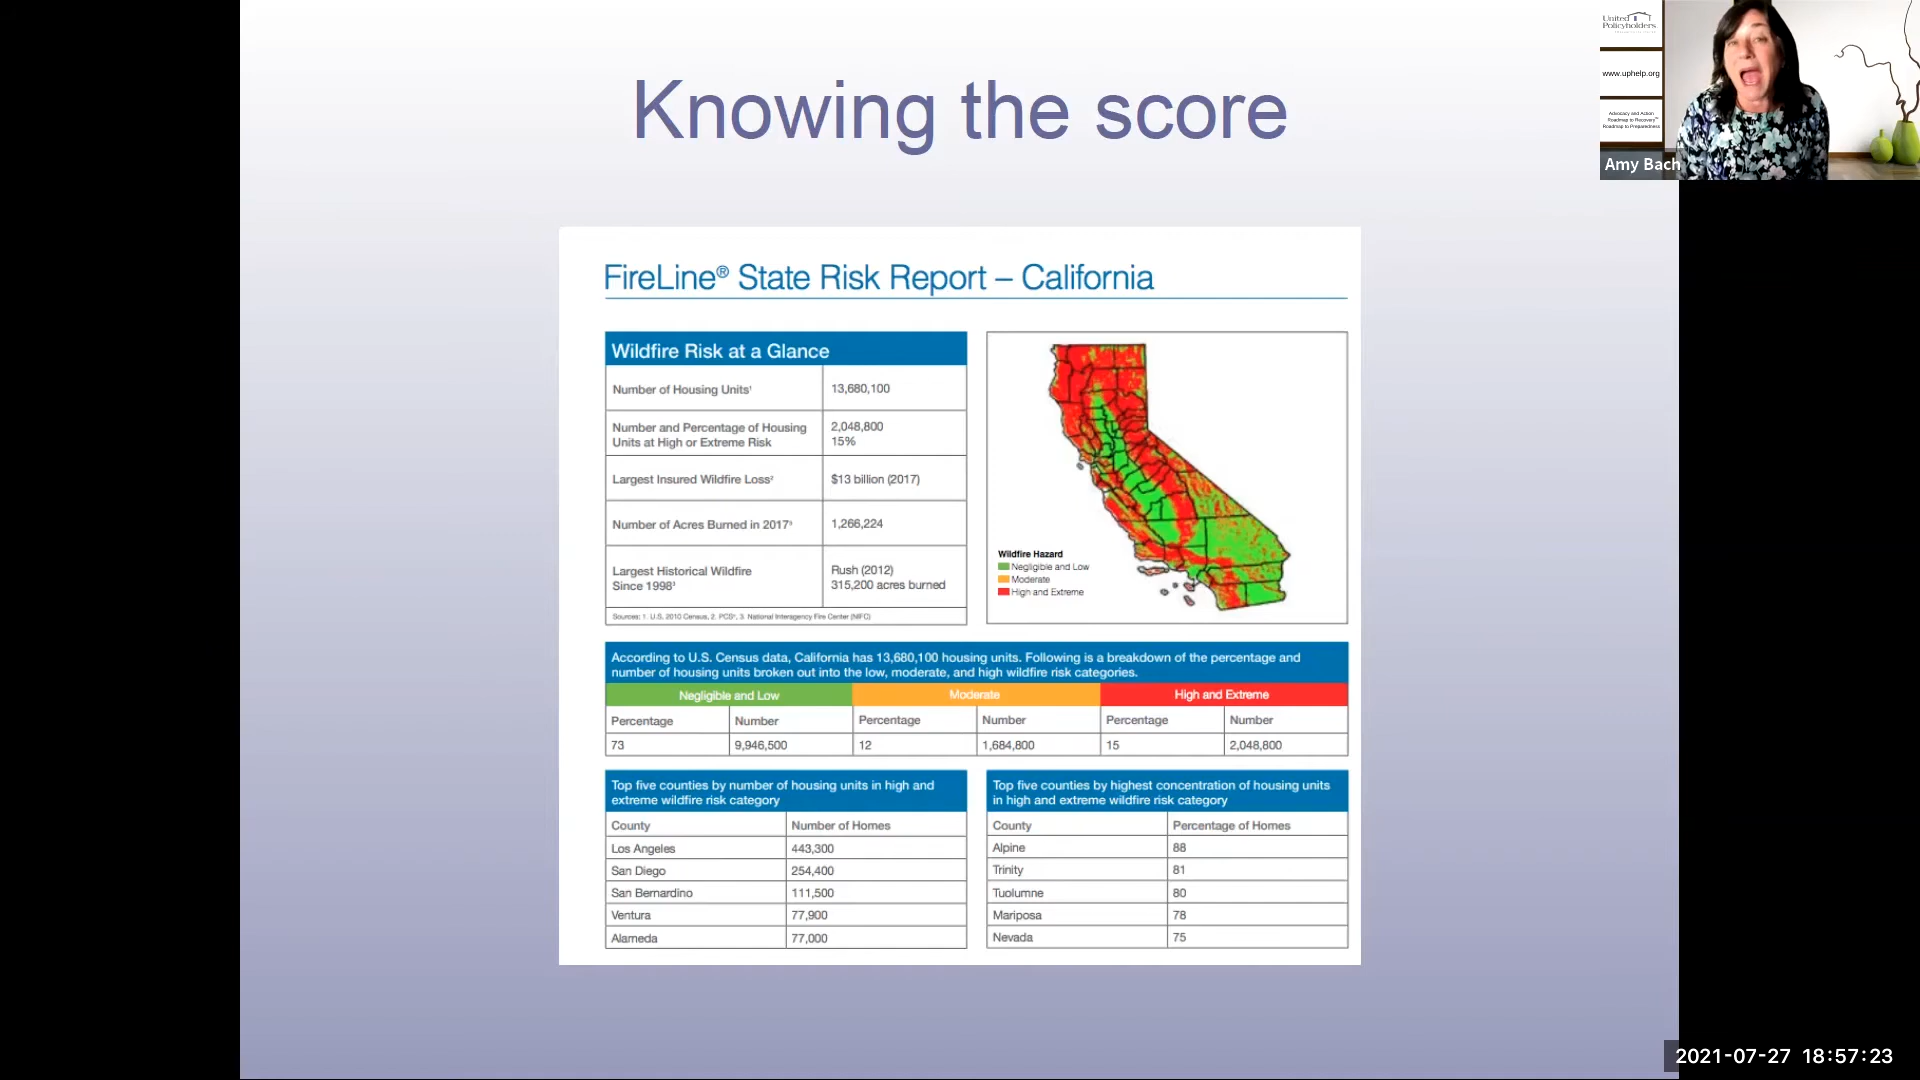 Knowing the score
United
Policyholders
www.uphelp.org
Advocacy and Action
Roadmap to Recovery™
Roadmap to Preparedness
Amy Bach
FireLine® State Risk Report – California
Wildfire Risk at a Glance
Number of Housing Units¹ 13,680,100
Number and Percentage of Housing 2,048,800
Units at High or Extreme Risk 15%
Largest Insured Wildfire Loss² $13 billion (2017)
Number of Acres Burned in 2017³ 1,266,224
Largest Historical Wildfire Rush (2012)
Since 1998³ 315,200 acres burned
Sources: 1. U.S. 2010 Census, 2. PCS®, 3. National Interagency Fire Center (NIFC)
Wildfire Hazard
Negligible and Low
Moderate
High and Extreme
According to U.S. Census data, California has 13,680,100 housing units. Following is a breakdown of the percentage and
number of housing units broken out into the low, moderate, and high wildfire risk categories.
Negligible and Low Moderate High and Extreme
Percentage Number Percentage Number Percentage Number
73 9,946,500 12 1,684,800 15 2,048,800
Top five counties by number of housing units in high and
extreme wildfire risk category
County Number of Homes
Los Angeles 443,300
San Diego 254,400
San Bernardino 111,500
Ventura 77,900
Alameda 77,000
Top five counties by highest concentration of housing units
in high and extreme wildfire risk category
County Percentage of Homes
Alpine 88
Trinity 81
Tuolumne 80
Mariposa 78
Nevada 75
2021-07-27 18:57:23